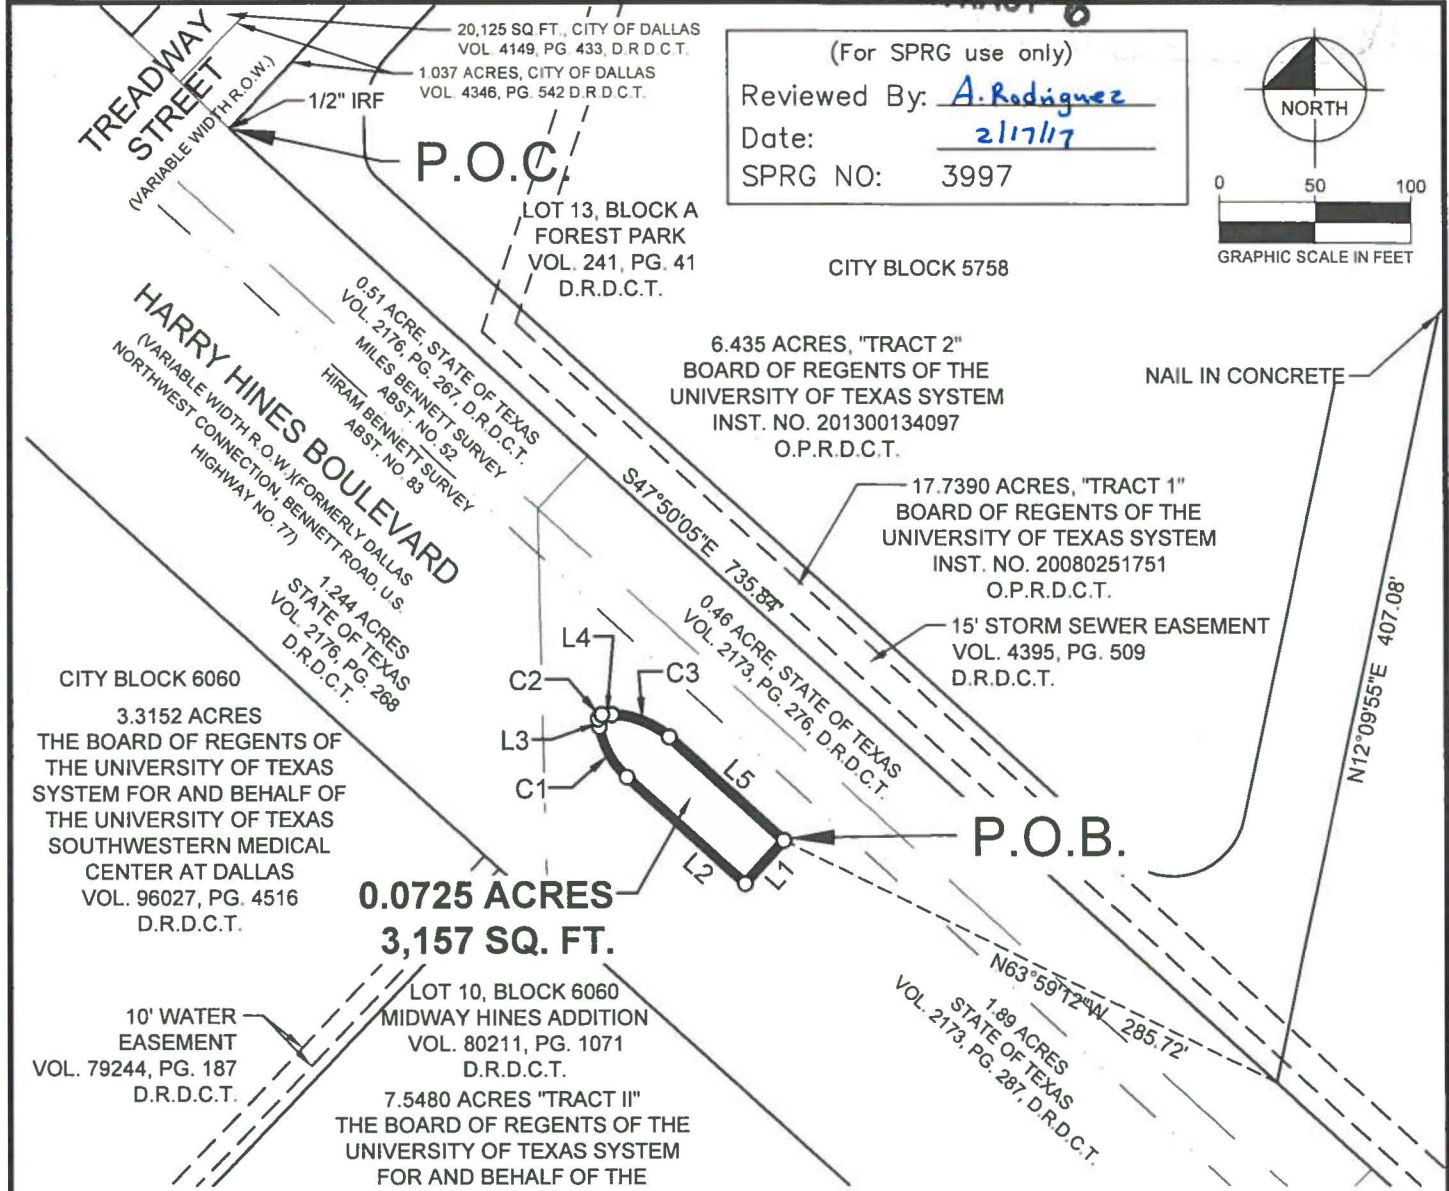 20,125 SQ.FT., CITY OF DALLAS
VOL. 4149, PG. 433, D.R.D.C.T.
1.037 ACRES, CITY OF DALLAS
VOL. 4346, PG. 542 D.R.D.C.T.
TREADWAY
STREET
(VARIABLE WIDTH R.O.W.)
1/2" IRF
P.O.C.
(For SPRG use only)
Reviewed By: A. Rodriguez
Date: 2/17/17
SPRG NO: 3997
NORTH
0 50 100
GRAPHIC SCALE IN FEET
LOT 13, BLOCK A
FOREST PARK
VOL. 241, PG. 41
D.R.D.C.T.
CITY BLOCK 5758
0.51 ACRE, STATE OF TEXAS
VOL. 2176, PG. 267, D.R.D.C.T.
MILES BENNETT SURVEY
ABST. NO. 52
HIRAM BENNETT SURVEY
ABST. NO. 83
HARRY HINES BOULEVARD
(VARIABLE WIDTH R.O.W.)(FORMERLY DALLAS
NORTHWEST CONNECTION, BENNETT ROAD, U.S.
HIGHWAY NO. 77)
1.244 ACRES
STATE OF TEXAS
VOL. 2176, PG. 268
D.R.D.C.T.
6.435 ACRES, "TRACT 2"
BOARD OF REGENTS OF THE
UNIVERSITY OF TEXAS SYSTEM
INST. NO. 201300134097
O.P.R.D.C.T.
NAIL IN CONCRETE
17.7390 ACRES, "TRACT 1"
BOARD OF REGENTS OF THE
UNIVERSITY OF TEXAS SYSTEM
INST. NO. 20080251751
O.P.R.D.C.T.
S47°50'05"E 735.84'
15' STORM SEWER EASEMENT
VOL. 4395, PG. 509
D.R.D.C.T.
0.46 ACRE, STATE OF TEXAS
VOL. 2173, PG. 276, D.R.D.C.T.
N12°09'55"E 407.08'
CITY BLOCK 6060
3.3152 ACRES
THE BOARD OF REGENTS OF
THE UNIVERSITY OF TEXAS
SYSTEM FOR AND BEHALF OF
THE UNIVERSITY OF TEXAS
SOUTHWESTERN MEDICAL
CENTER AT DALLAS
VOL. 96027, PG. 4516
D.R.D.C.T.
L4
C2
C3
L3
C1
L5
L2
L1
P.O.B.
0.0725 ACRES
3,157 SQ. FT.
N63°59'12"W 285.72'
1.89 ACRES
STATE OF TEXAS
VOL. 2173, PG. 287, D.R.D.C.T.
10' WATER
EASEMENT
VOL. 79244, PG. 187
D.R.D.C.T.
LOT 10, BLOCK 6060
MIDWAY HINES ADDITION
VOL. 80211, PG. 1071
D.R.D.C.T.
7.5480 ACRES "TRACT II"
THE BOARD OF REGENTS OF THE
UNIVERSITY OF TEXAS SYSTEM
FOR AND BEHALF OF THE